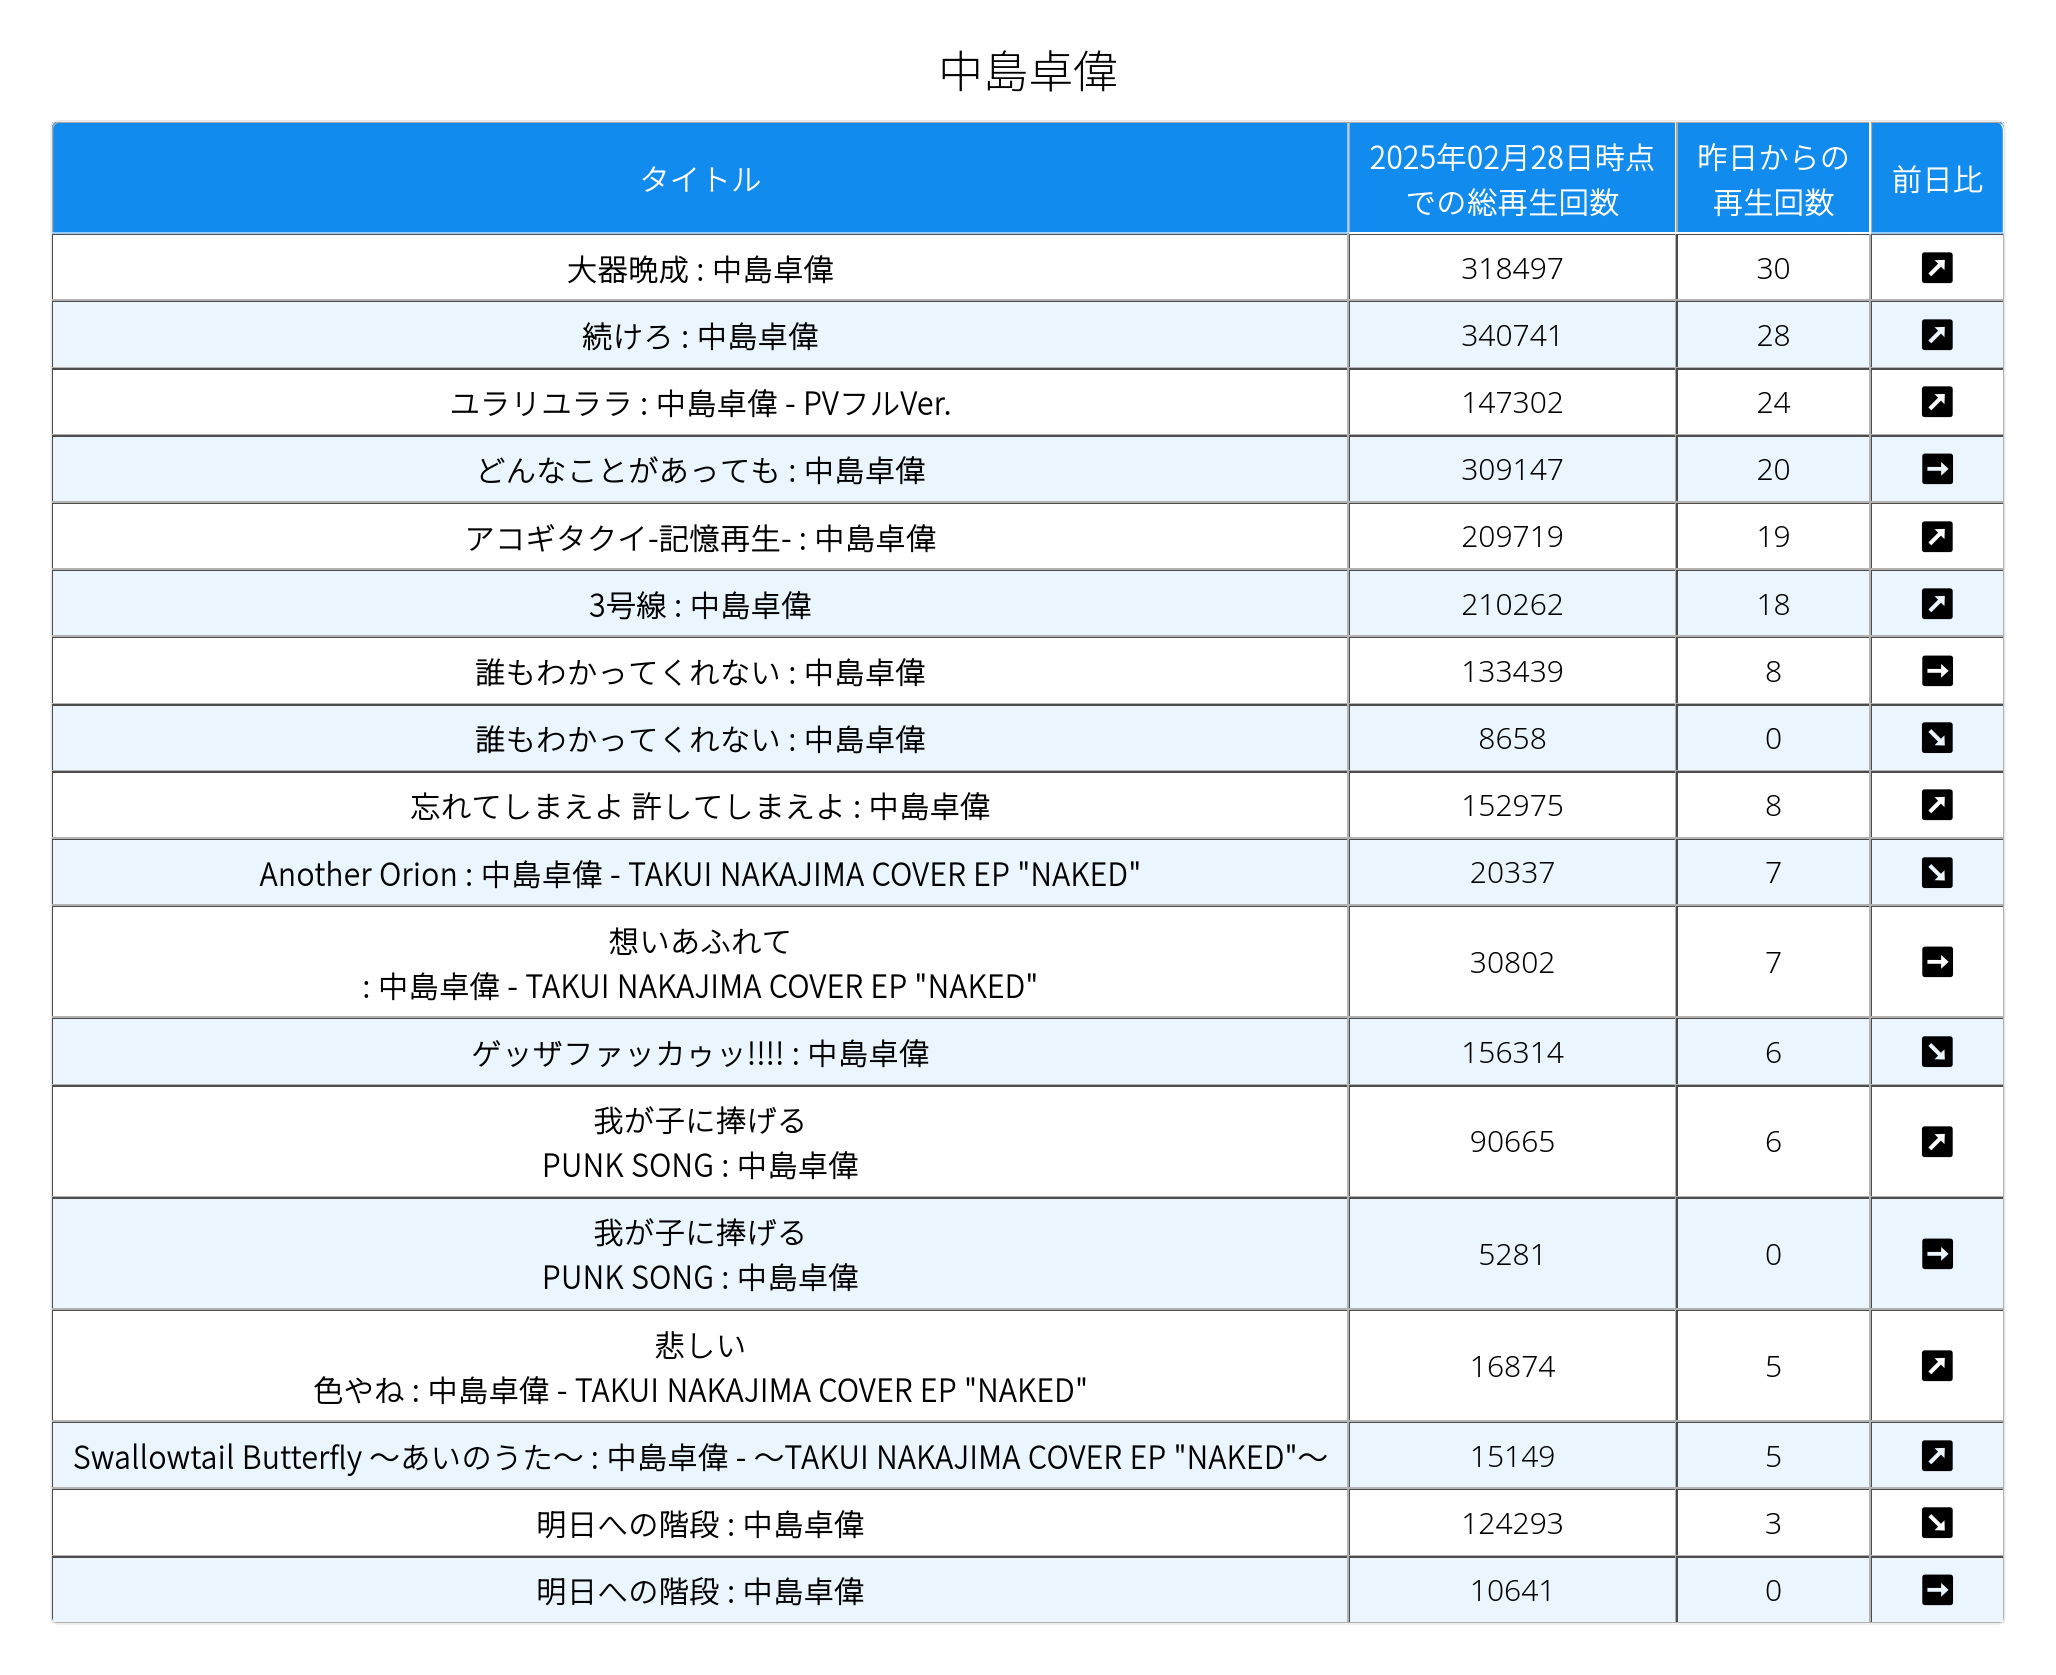 中島卓偉
タイトル
2025年02月28日時点
での総再生回数
昨日からの
再生回数
前日比
大器晩成 : 中島卓偉
318497
30
続けろ : 中島卓偉
340741
28
ユラリユララ : 中島卓偉 - PVフルVer.
147302
24
どんなことがあっても : 中島卓偉
309147
20
アコギタクイ-記憶再生- : 中島卓偉
209719
19
3号線 : 中島卓偉
210262
18
誰もわかってくれない : 中島卓偉
133439
8
誰もわかってくれない : 中島卓偉
8658
0
忘れてしまえよ 許してしまえよ : 中島卓偉
152975
8
Another Orion : 中島卓偉 - TAKUI NAKAJIMA COVER EP "NAKED"
20337
7
想いあふれて
: 中島卓偉 - TAKUI NAKAJIMA COVER EP "NAKED"
30802
7
ゲッザファッカゥッ!!!! : 中島卓偉
156314
6
我が子に捧げる
PUNK SONG : 中島卓偉
90665
6
我が子に捧げる
PUNK SONG : 中島卓偉
5281
0
悲しい
色やね : 中島卓偉 - TAKUI NAKAJIMA COVER EP "NAKED"
16874
5
Swallowtail Butterfly 〜あいのうた〜 : 中島卓偉 - 〜TAKUI NAKAJIMA COVER EP "NAKED"〜
15149
5
明日への階段 : 中島卓偉
124293
3
明日への階段 : 中島卓偉
10641
0